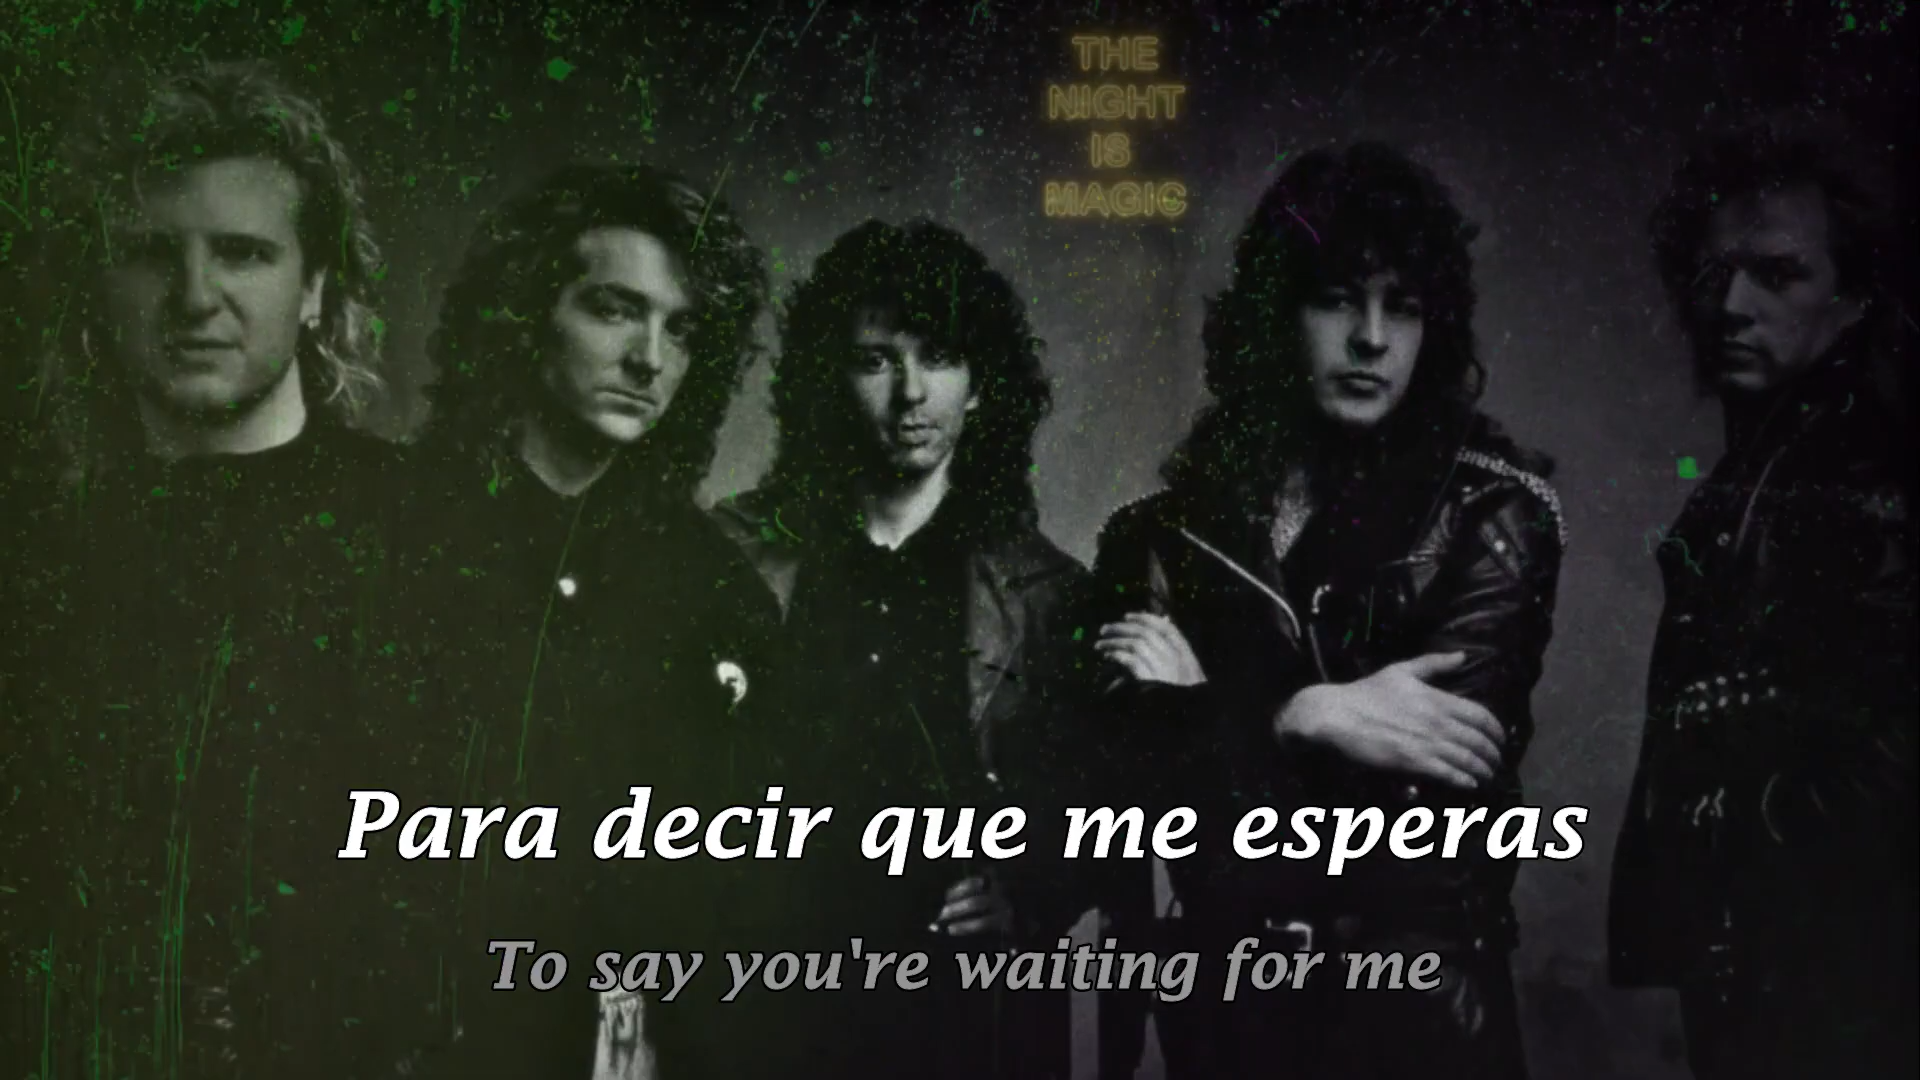 THE
NIGHT
IS
MAGIC
Para decir que me esperas
To say you're waiting for me